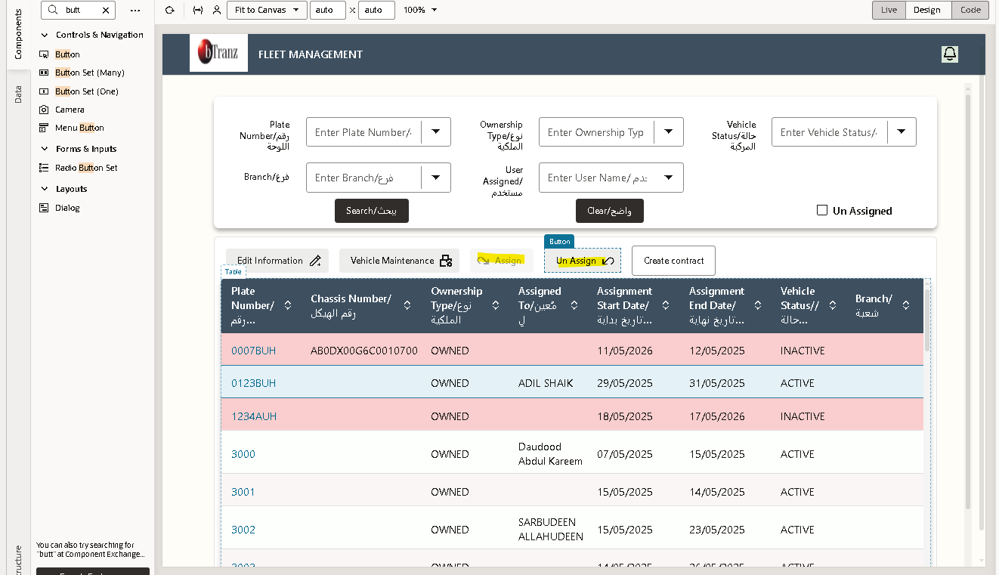 Components
Data
ructure
butt
Controls & Navigation
Button
Button Set (Many)
Button Set (One)
Camera
Menu Button
Forms & Inputs
Radio Button Set
Layouts
Dialog
You can also try searching for
"butt" at Component Exchange...
Fit to Canvas
auto
x
auto
100%
Live
Design
Code
bTranz
FLEET MANAGEMENT
Plate
Number/رقم
اللوحة
Enter Plate Number/
Ownership
Type/نوع
الملكية
Enter Ownership Typ
Vehicle
Status/حالة
المركبة
Enter Vehicle Status/
Branch/فرع
Enter Branch/فرع
User
Assigned/
مستخدم
Enter User Name/
Search/يبحث
Clear/واضح
Un Assigned
Button
Edit Information
Vehicle Maintenance
Assign
Un Assign
Create contract
Table
Plate
Number/
رقم...
Chassis Number/
رقم الهيكل
Ownership
Type/نوع
الملكية
Assigned
To/مُعين
لِ
Assignment
Start Date/
تاريخ بداية...
Assignment
End Date/
تاريخ نهاية...
Vehicle
Status//
حالة...
Branch/
شعبة
0007BUH AB0DX00G6C0010700 OWNED 11/05/2026 12/05/2025 INACTIVE
0123BUH OWNED ADIL SHAIK 29/05/2025 31/05/2025 ACTIVE
1234AUH OWNED 18/05/2025 17/05/2026 INACTIVE
3000 OWNED Daudood Abdul Kareem 07/05/2025 15/05/2025 ACTIVE
3001 OWNED 15/05/2025 14/05/2025 ACTIVE
3002 OWNED SARBUDEEN ALLAHUDEEN 15/05/2025 23/05/2025 ACTIVE